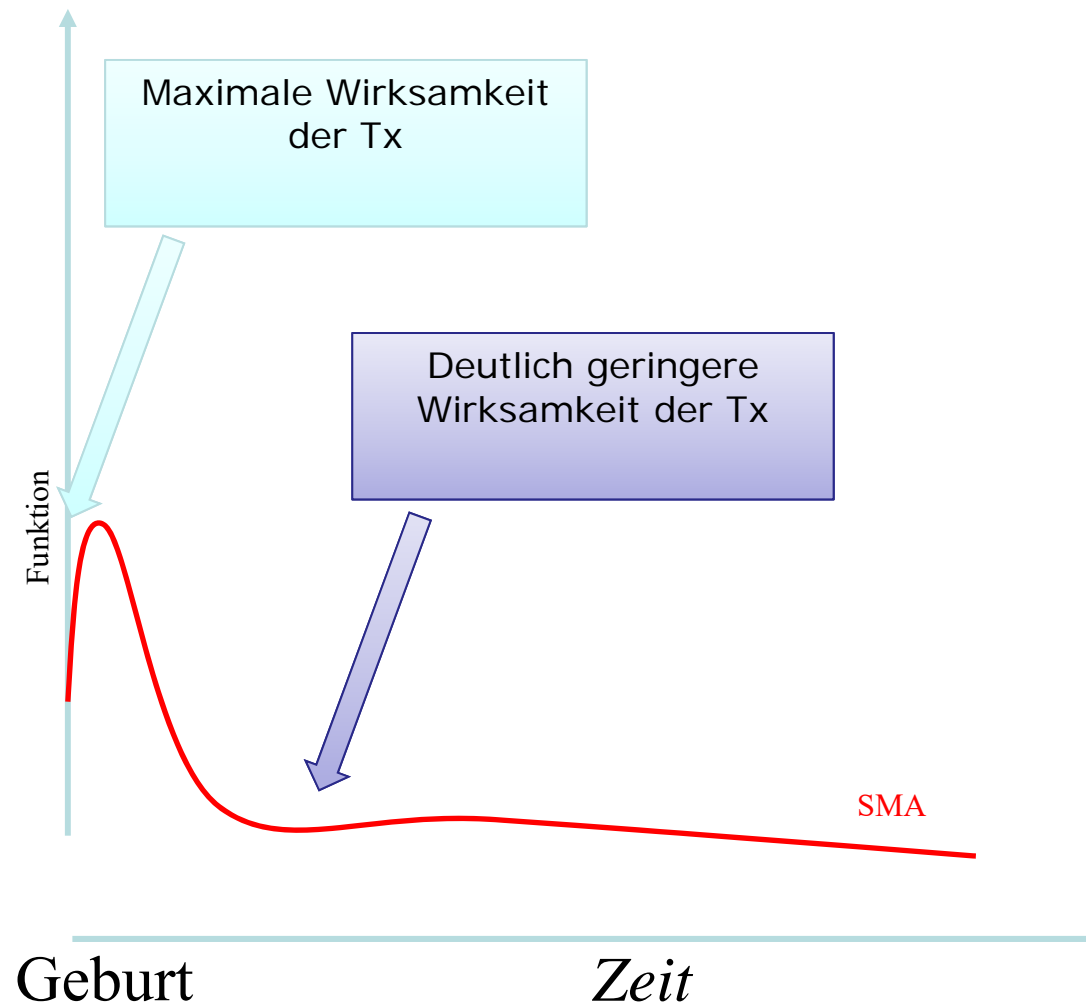 Maximale Wirksamkeit
der Tx
Deutlich geringere
Wirksamkeit der Tx
Funktion
SMA
Geburt
Zeit